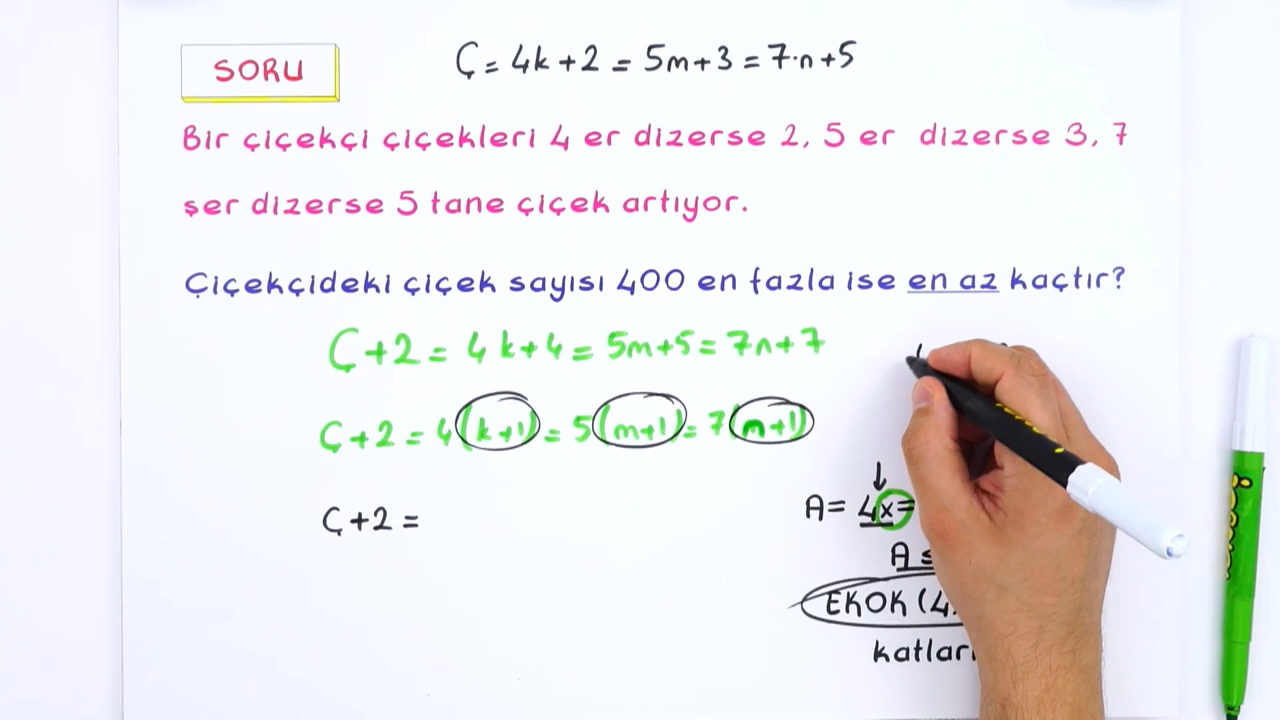 SORU
Ç = 4k + 2 = 5m + 3 = 7·n + 5
Bir çiçekçi çiçekleri 4 er dizerse 2, 5 er dizerse 3, 7
şer dizerse 5 tane çiçek artıyor.
Çiçekçideki çiçek sayısı 400 en fazla ise en az kaçtır?
Ç + 2 = 4k + 4 = 5m + 5 = 7n + 7
Ç + 2 = 4(k+1) = 5(m+1) = 7(n+1)
Ç + 2 =
A = 4x =
A
EKOK (4